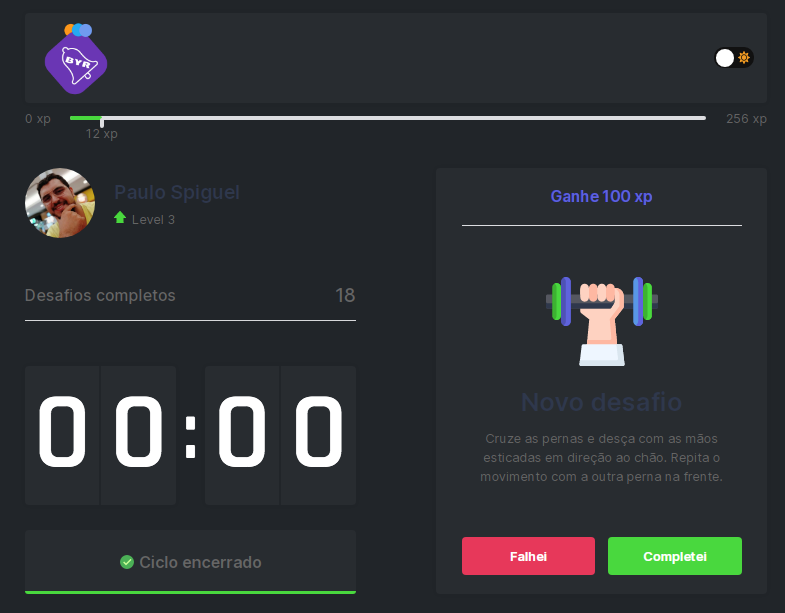 BYR
0 xp
256 xp
12 xp
Paulo Spiguel
Level 3
Desafios completos
18
00:00
Ciclo encerrado
Ganhe 100 xp
Novo desafio
Cruze as pernas e desça com as mãos
esticadas em direção ao chão. Repita o
movimento com a outra perna na frente.
Falhei
Completei